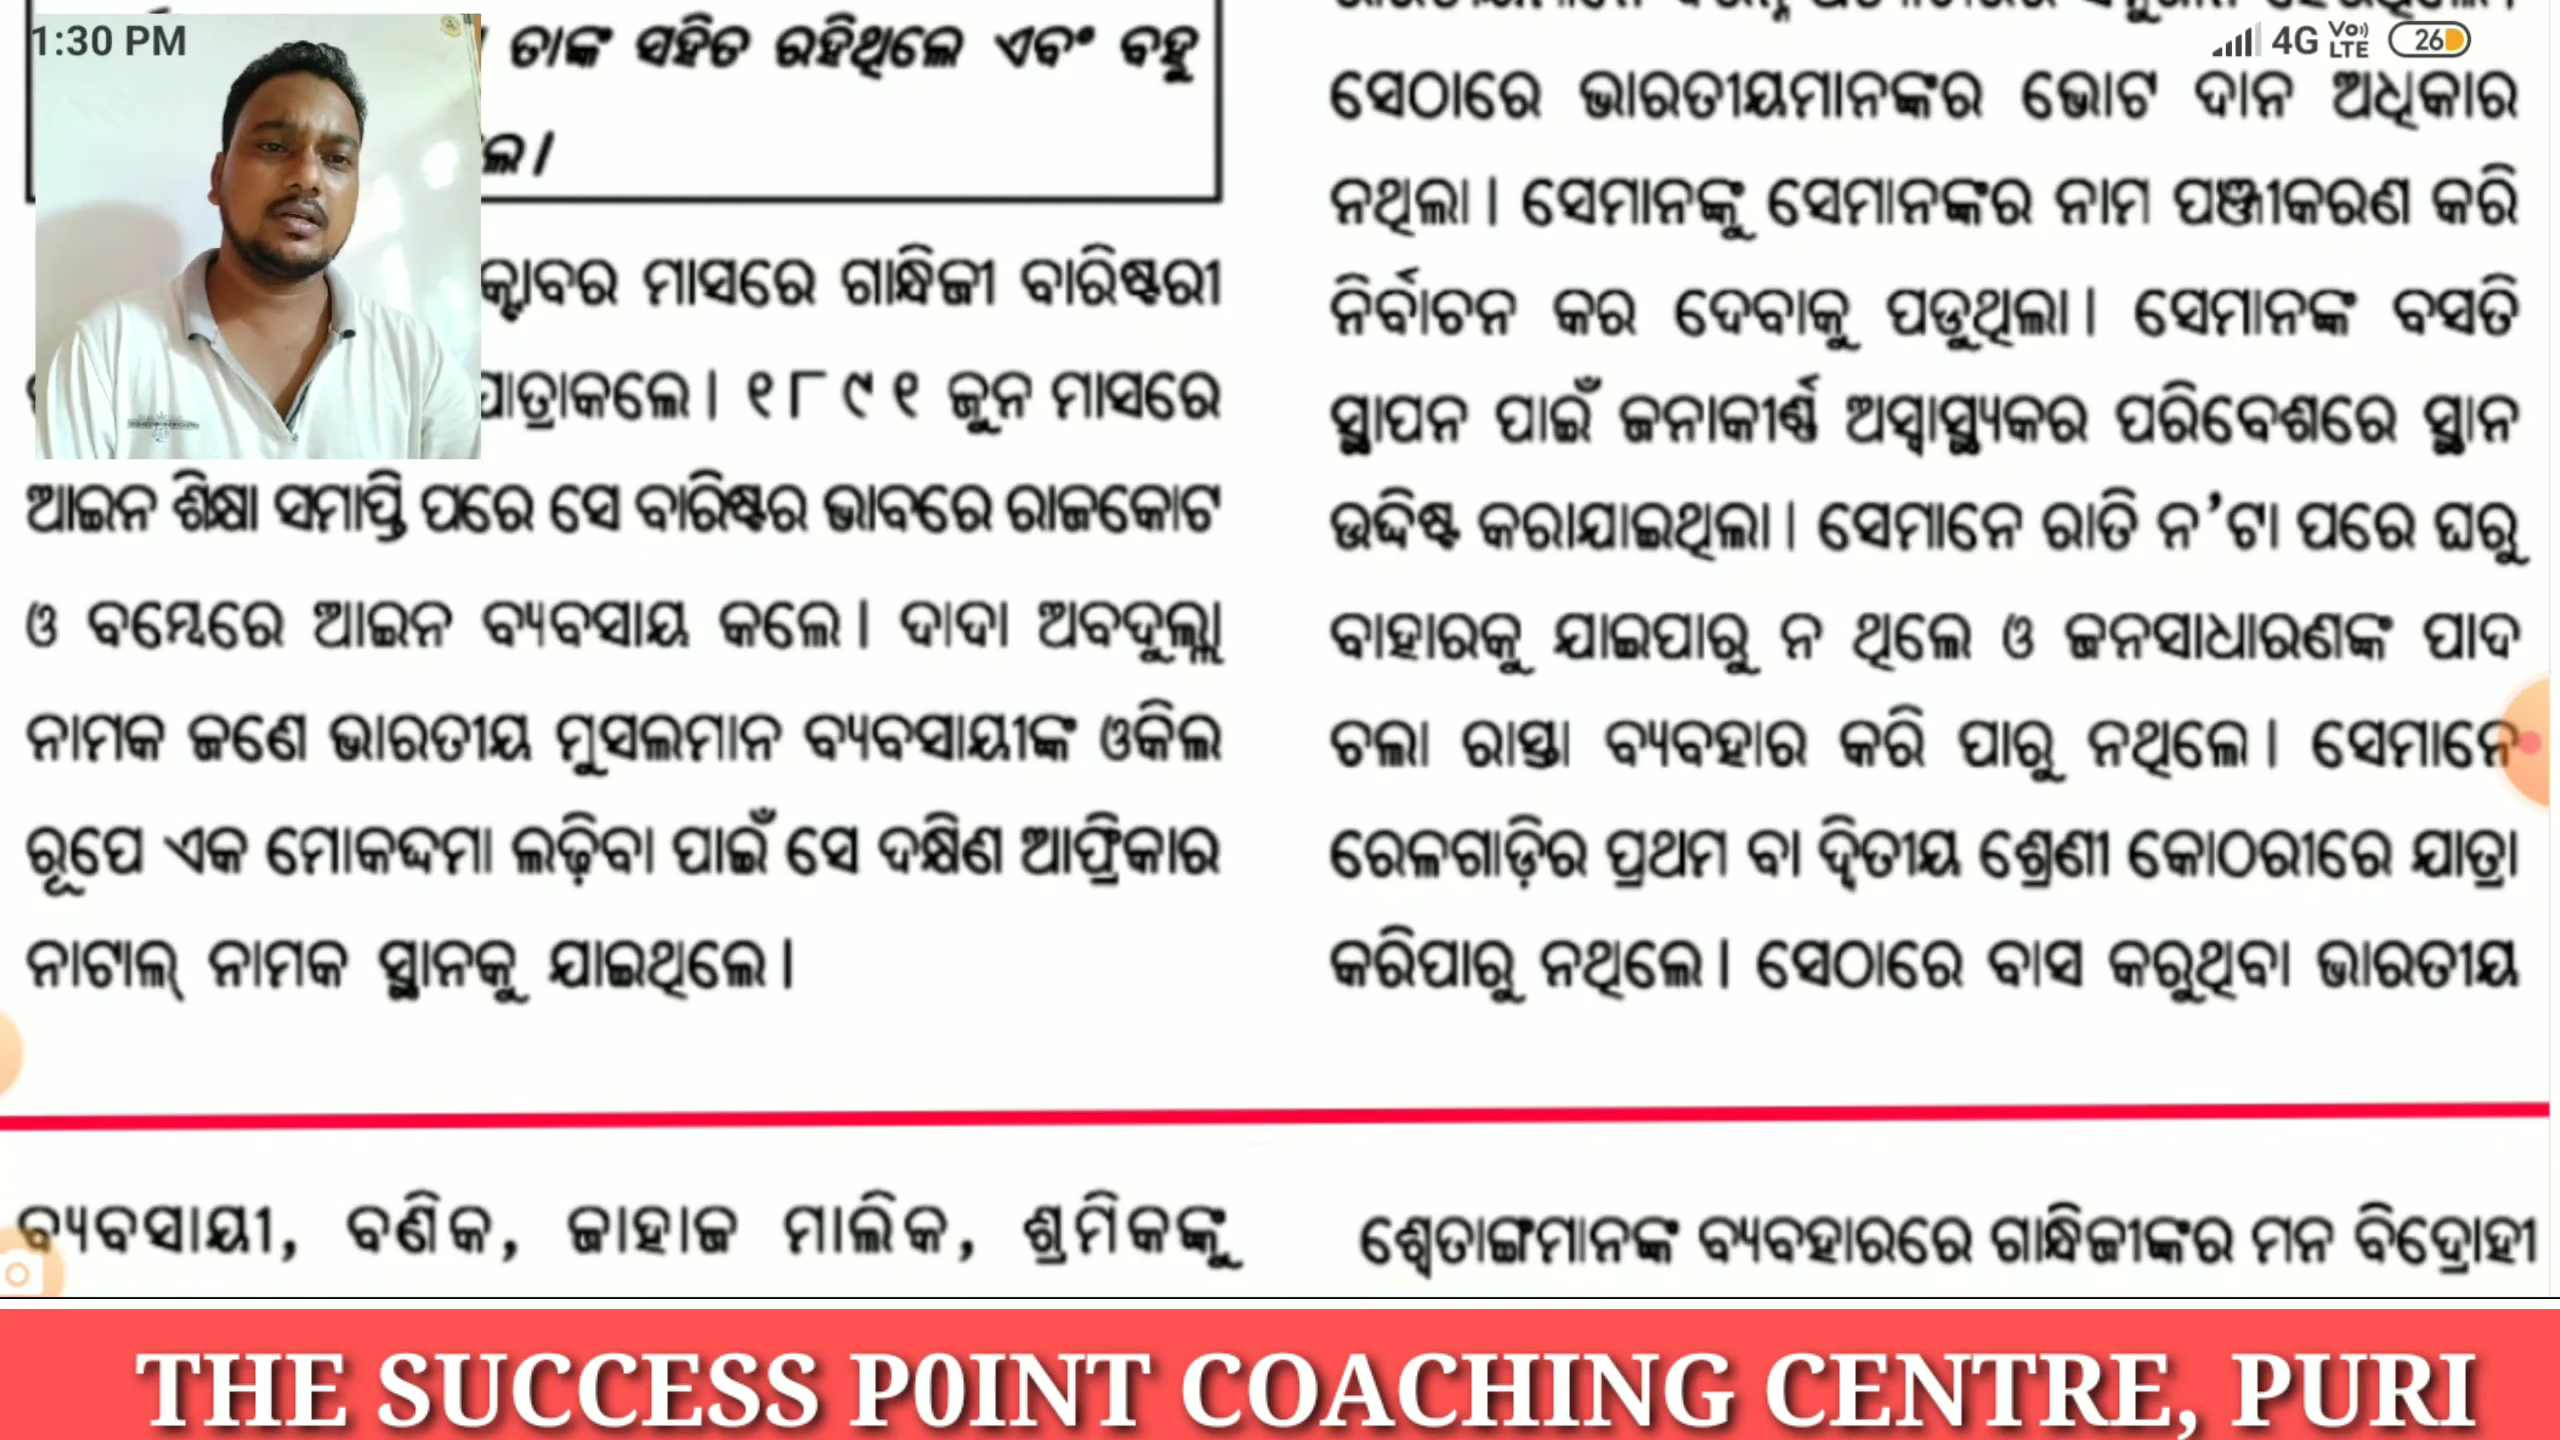 1:30 PM
4G VoLTE 26
ତାଙ୍କ ସହିତ ରହିଥିଲେ ଏବଂ ବହୁ
ମାସରେ ଗାନ୍ଧିଜୀ ବାରିଷ୍ଟରୀ
ଯାତ୍ରାକଲେ। ୧୮୯୧ ଜୁନ ମାସରେ
ଆଇନ ଶିକ୍ଷା ସମାପ୍ତି ପରେ ସେ ବାରିଷ୍ଟର ଭାବରେ ରାଜକୋଟ
ଓ ବମ୍ବେରେ ଆଇନ ବ୍ୟବସାୟ କଲେ। ଦାଦା ଅବଦୁଲ୍ଲା
ନାମକ ଜଣେ ଭାରତୀୟ ମୁସଲମାନ ବ୍ୟବସାୟୀଙ୍କ ଓକିଲ
ରୂପେ ଏକ ମୋକଦ୍ଦମା ଲଢ଼ିବା ପାଇଁ ସେ ଦକ୍ଷିଣ ଆଫ୍ରିକାର
ନାଟାଲ୍ ନାମକ ସ୍ଥାନକୁ ଯାଇଥିଲେ।
ସେଠାରେ ଭାରତୀୟମାନଙ୍କର ଭୋଟ ଦାନ ଅଧିକାର
ନଥିଲା। ସେମାନଙ୍କୁ ସେମାନଙ୍କର ନାମ ପଞ୍ଜୀକରଣ କରି
ନିର୍ବାଚନ କର ଦେବାକୁ ପଡୁଥିଲା। ସେମାନଙ୍କ ବସତି
ସ୍ଥାପନ ପାଇଁ ଜନାକୀର୍ଣ୍ଣ ଅସ୍ୱାସ୍ଥ୍ୟକର ପରିବେଶରେ ସ୍ଥାନ
ଉଦ୍ଦିଷ୍ଟ କରାଯାଇଥିଲା। ସେମାନେ ରାତି ନ’ଟା ପରେ ଘରୁ
ବାହାରକୁ ଯାଇପାରୁ ନ ଥିଲେ ଓ ଜନସାଧାରଣଙ୍କ ପାଦ
ଚଲା ରାସ୍ତା ବ୍ୟବହାର କରି ପାରୁ ନଥିଲେ। ସେମାନେ
ରେଳଗାଡ଼ିର ପ୍ରଥମ ବା ଦ୍ୱିତୀୟ ଶ୍ରେଣୀ କୋଠରୀରେ ଯାତ୍ରା
କରିପାରୁ ନଥିଲେ। ସେଠାରେ ବାସ କରୁଥିବା ଭାରତୀୟ
ବ୍ୟବସାୟୀ, ବଣିକ, ଜାହାଜ ମାଲିକ, ଶ୍ରମିକଙ୍କୁ
ଶ୍ୱେତାଙ୍ଗମାନଙ୍କ ବ୍ୟବହାରରେ ଗାନ୍ଧିଜୀଙ୍କର ମନ ବିଦ୍ରୋହୀ
THE SUCCESS P0INT COACHING CENTRE, PURI